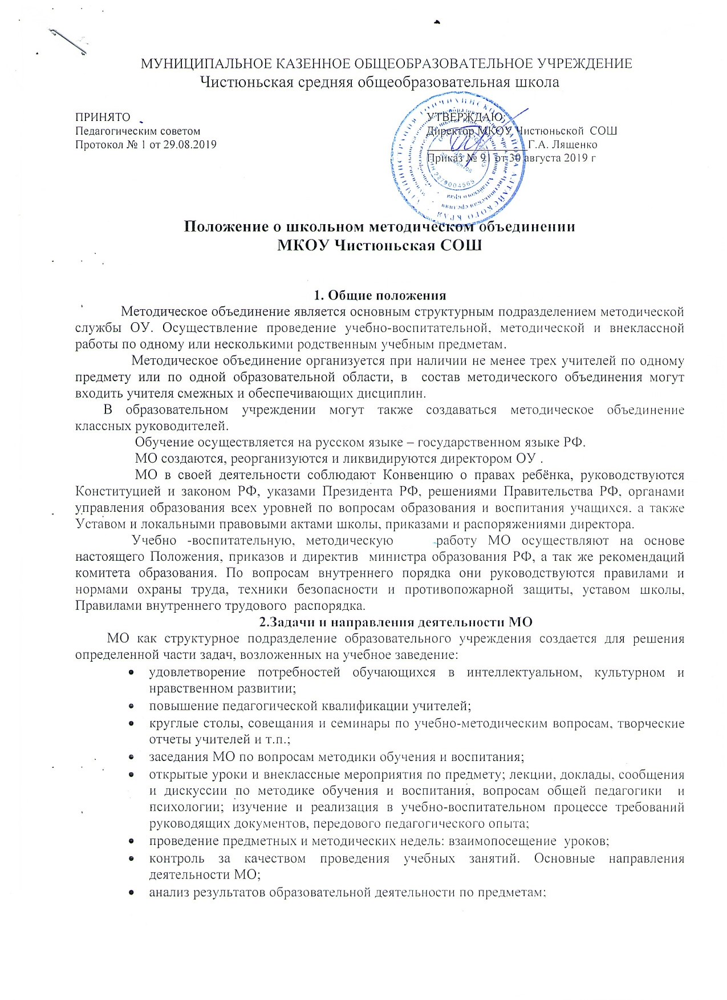 МУНИЦИПАЛЬНОЕ КАЗЕННОЕ ОБЩЕОБРАЗОВАТЕЛЬНОЕ УЧРЕЖДЕНИЕ
Чистюньская средняя общеобразовательная школа
ПРИНЯТО
Педагогическим советом
Протокол № 1 от 29.08.2019
УТВЕРЖДАЮ:
Директор МКОУ Чистюньской СОШ
Г.А. Лященко
Приказ № 91 от 30 августа 2019 г
Положение о школьном методическом объединении
МКОУ Чистюньская СОШ
1. Общие положения
Методическое объединение является основным структурным подразделением методической
службы ОУ. Осуществление проведение учебно-воспитательной, методической и внеклассной
работы по одному или несколькими родственным учебным предметам.
Методическое объединение организуется при наличии не менее трех учителей по одному
предмету или по одной образовательной области, в состав методического объединения могут
входить учителя смежных и обеспечивающих дисциплин.
В образовательном учреждении могут также создаваться методическое объединение
классных руководителей.
Обучение осуществляется на русском языке – государственном языке РФ.
МО создаются, реорганизуются и ликвидируются директором ОУ .
МО в своей деятельности соблюдают Конвенцию о правах ребёнка, руководствуются
Конституцией и законом РФ, указами Президента РФ, решениями Правительства РФ, органами
управления образования всех уровней по вопросам образования и воспитания учащихся, а также
Уставом и локальными правовыми актами школы, приказами и распоряжениями директора.
Учебно -воспитательную, методическую работу МО осуществляют на основе
настоящего Положения, приказов и директив министра образования РФ, а так же рекомендаций
комитета образования. По вопросам внутреннего порядка они руководствуются правилами и
нормами охраны труда, техники безопасности и противопожарной защиты, уставом школы,
Правилами внутреннего трудового распорядка.
2.Задачи и направления деятельности МО
МО как структурное подразделение образовательного учреждения создается для решения
определенной части задач, возложенных на учебное заведение:
• удовлетворение потребностей обучающихся в интеллектуальном, культурном и
нравственном развитии;
• повышение педагогической квалификации учителей;
• круглые столы, совещания и семинары по учебно-методическим вопросам, творческие
отчеты учителей и т.п.;
• заседания МО по вопросам методики обучения и воспитания;
• открытые уроки и внеклассные мероприятия по предмету; лекции, доклады, сообщения
и дискуссии по методике обучения и воспитания, вопросам общей педагогики и
психологии; изучение и реализация в учебно-воспитательном процессе требований
руководящих документов, передового педагогического опыта;
• проведение предметных и методических недель; взаимопосещение уроков;
• контроль за качеством проведения учебных занятий. Основные направления
деятельности МО;
• анализ результатов образовательной деятельности по предметам;